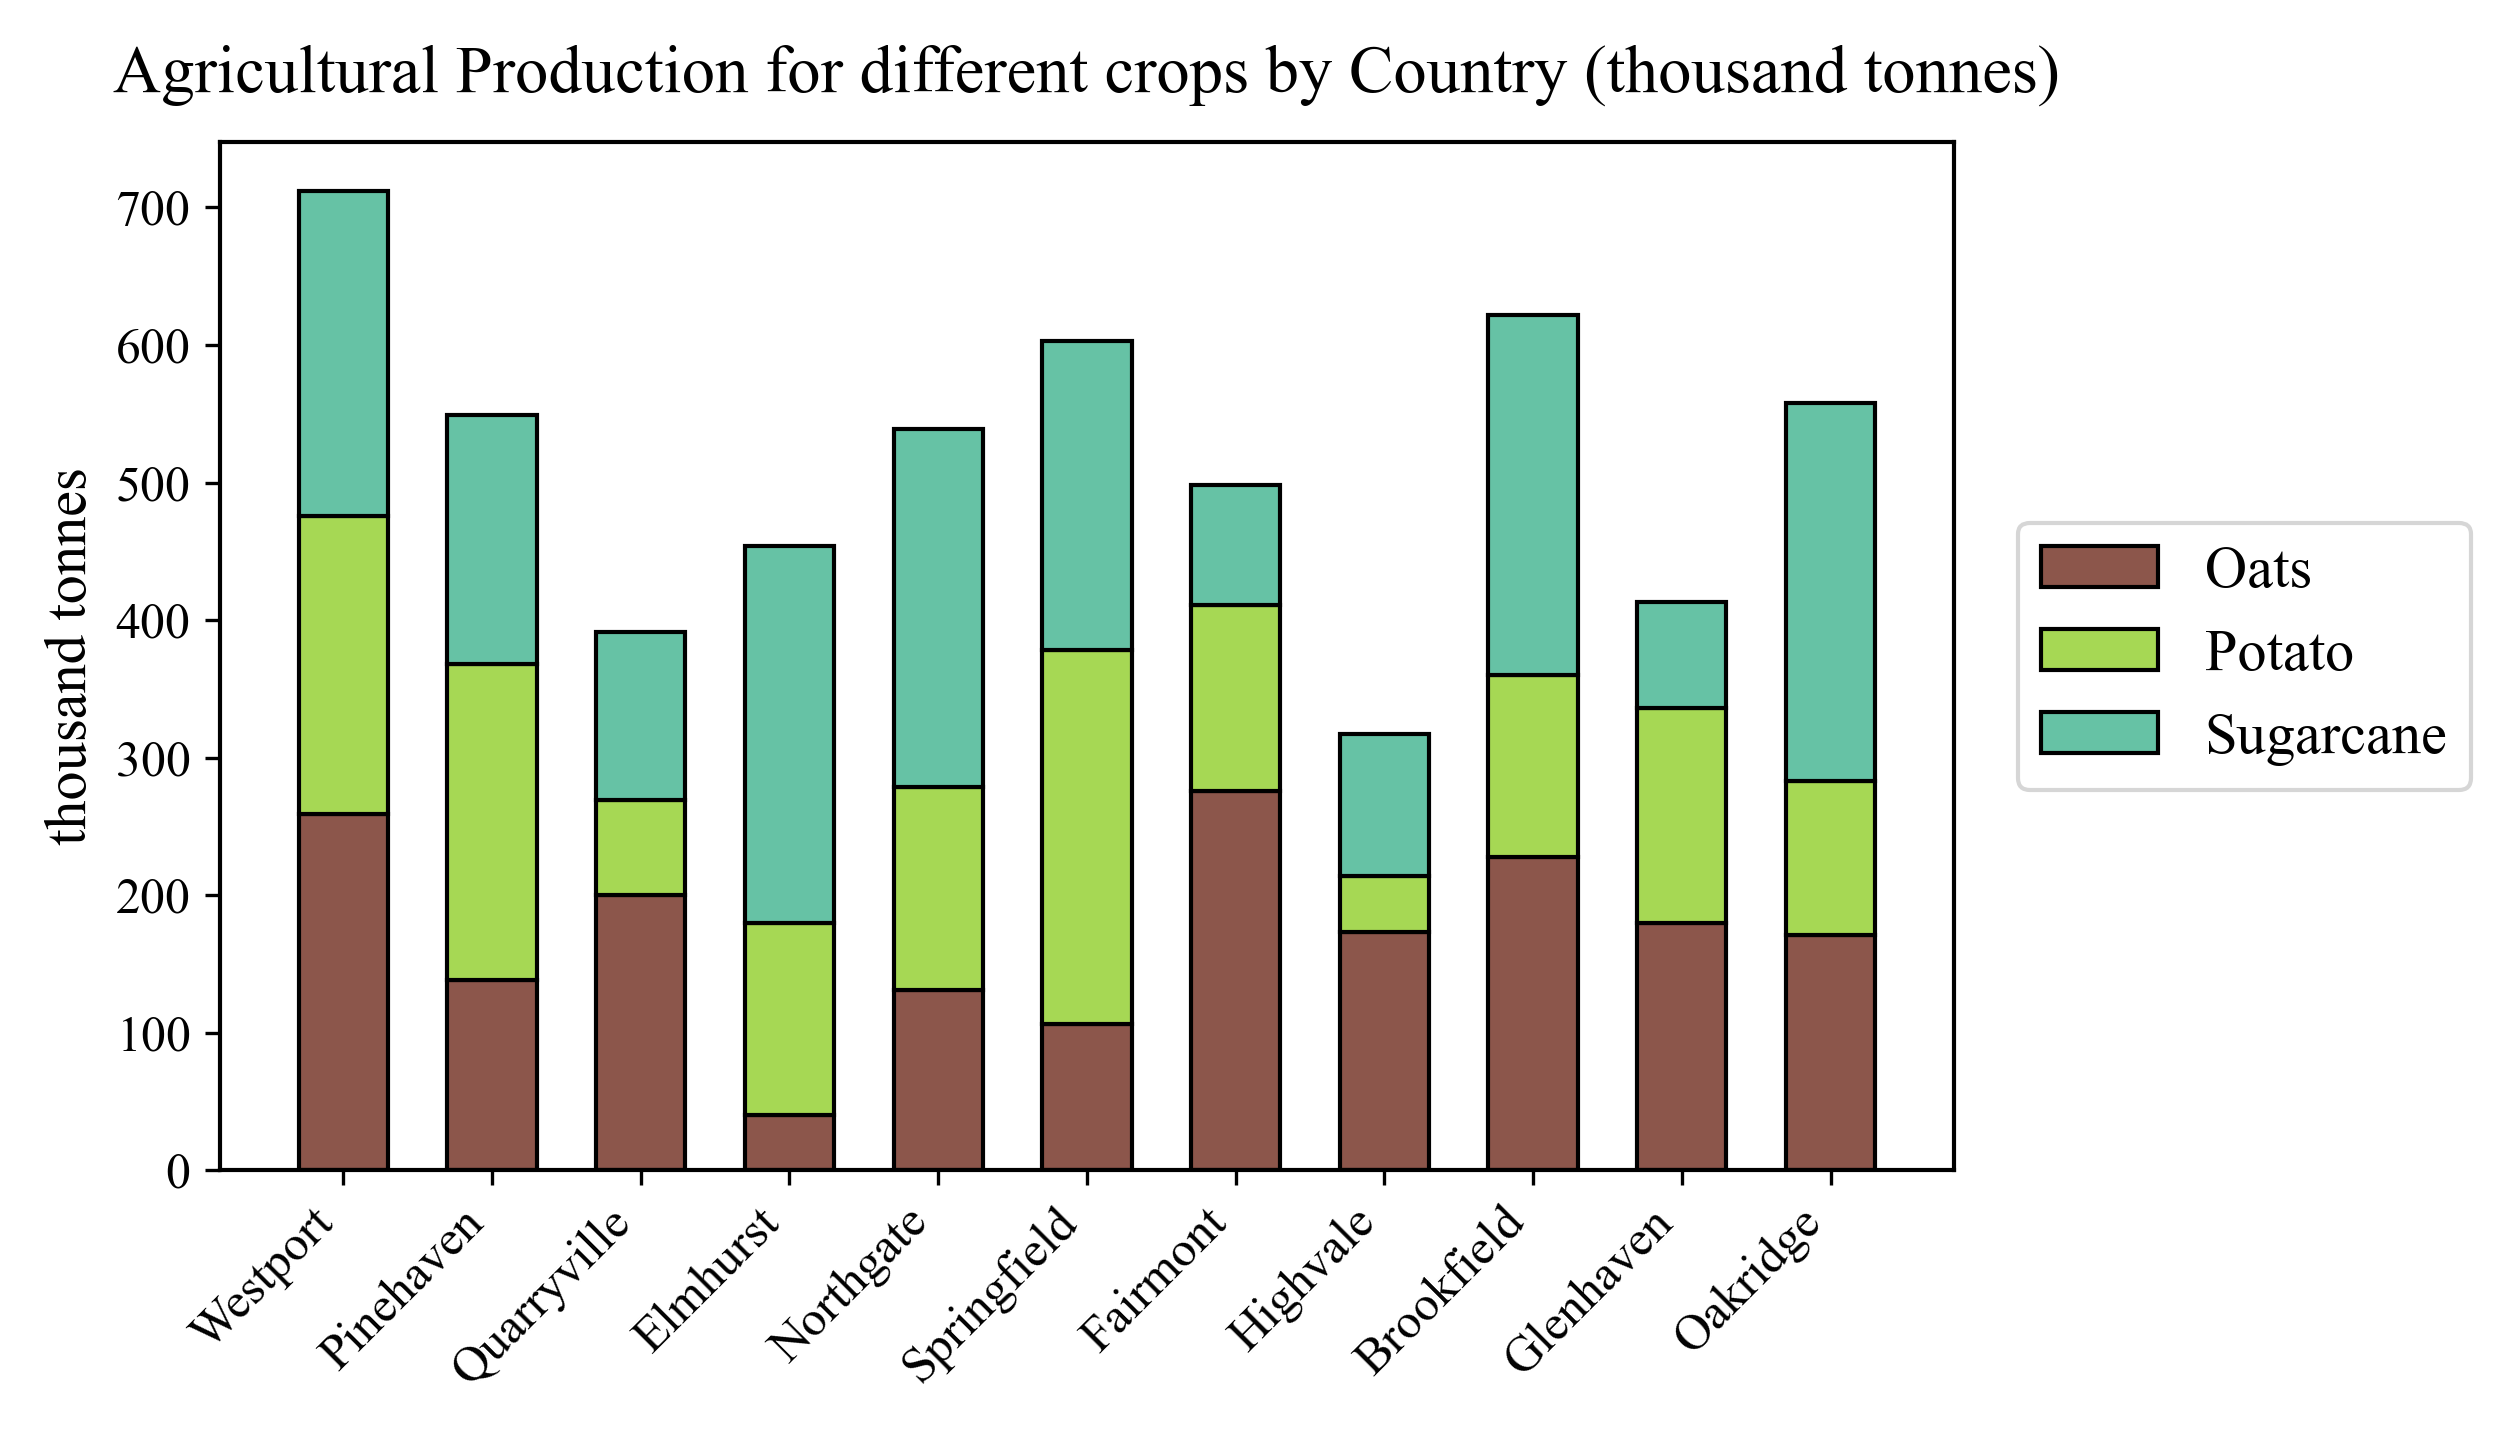 Agricultural Production for different crops by Country (thousand tonnes)
thousand tonnes
700
600
500
400
300
200
100
0
Westport
Pinehaven
Quarryville
Elmhurst
Northgate
Springfield
Fairmont
Highvale
Brookfield
Glenhaven
Oakridge
Oats
Potato
Sugarcane